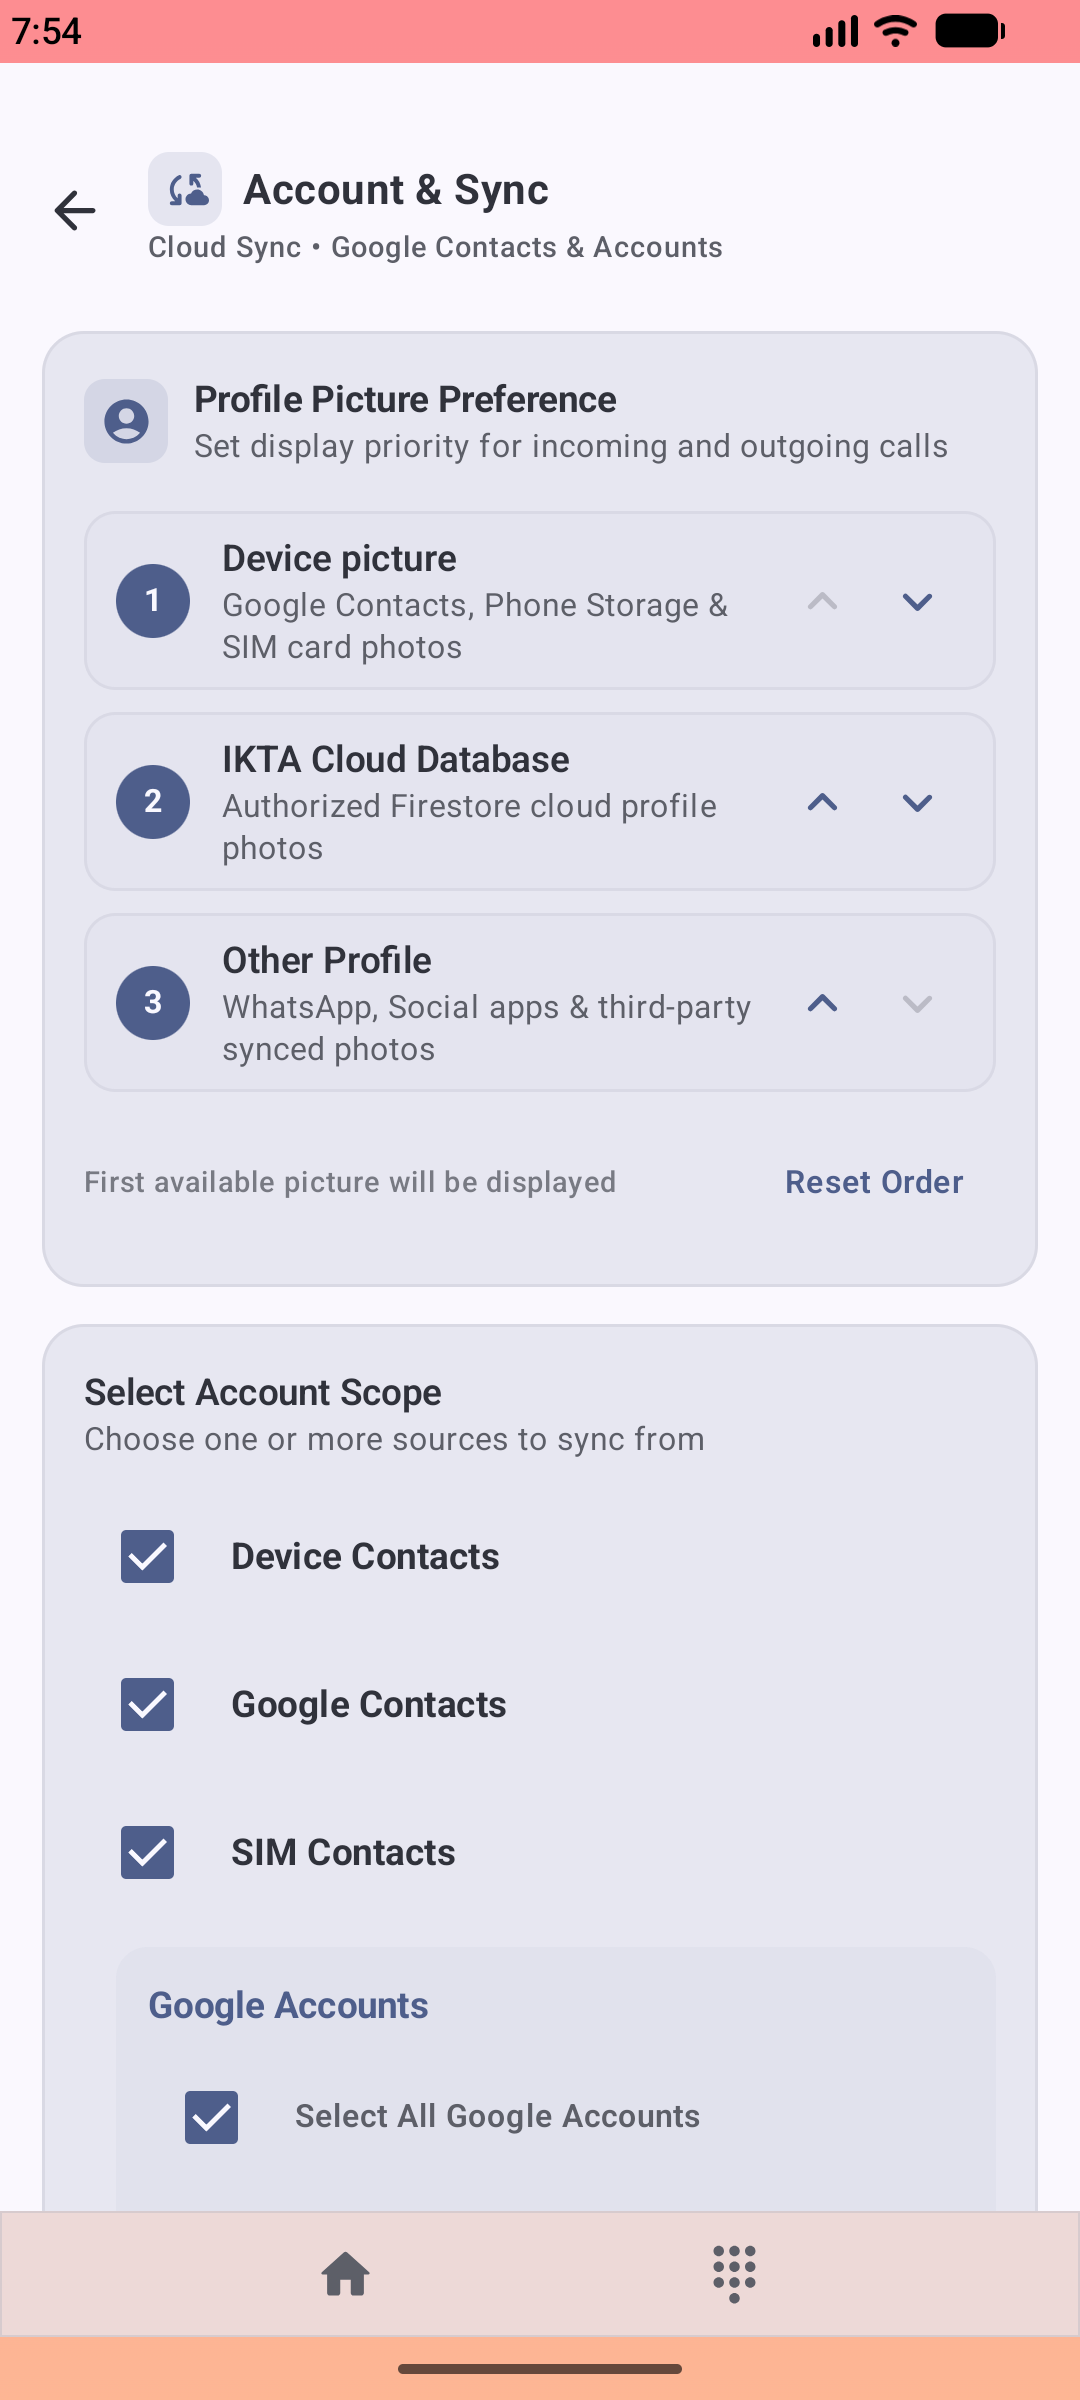 7:54
Account & Sync
Cloud Sync • Google Contacts & Accounts
Profile Picture Preference
Set display priority for incoming and outgoing calls
1
Device picture
Google Contacts, Phone Storage &
SIM card photos
2
IKTA Cloud Database
Authorized Firestore cloud profile
photos
3
Other Profile
WhatsApp, Social apps & third-party
synced photos
First available picture will be displayed
Reset Order
Select Account Scope
Choose one or more sources to sync from
Device Contacts
Google Contacts
SIM Contacts
Google Accounts
Select All Google Accounts